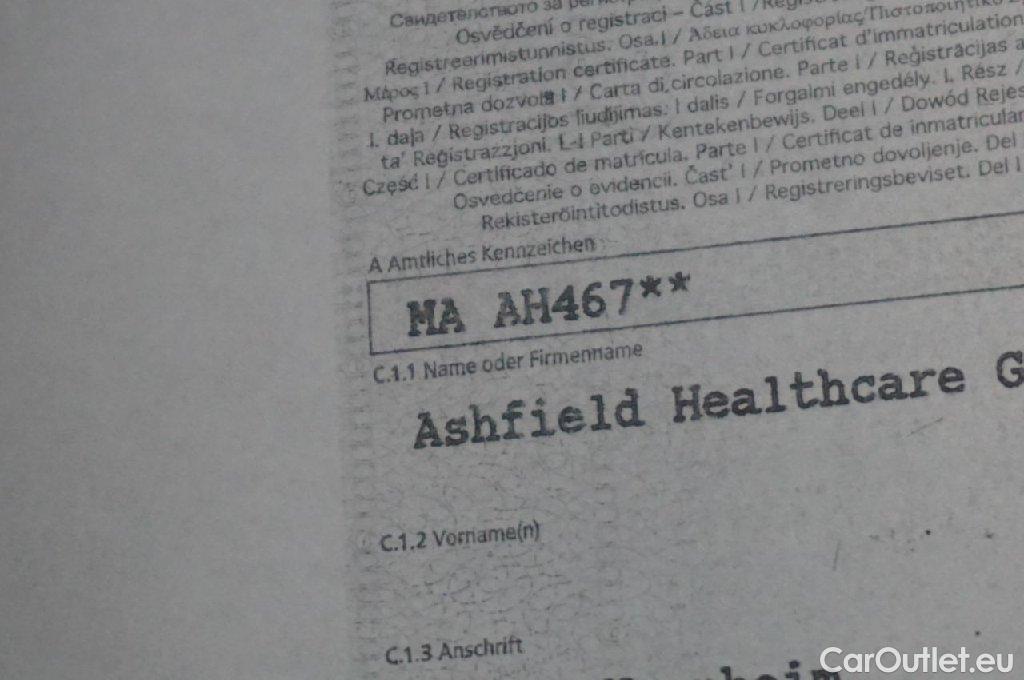 Свидетелство за
Osvědčení o registraci – Část I /
Registreerimistunnistus. Osa I / Άδεια κυκλοφορίας/Πιστοποιητικό
Μέρος I / Registration certificate. Part I / Certificat d'immatriculation
Prometna dozvola I / Carta di circolazione. Parte I / Reģistrācijas
I. daļa / Registracijos liudijimas. I dalis / Forgalmi engedély. I. Rész /
ta' Reġistrazzjoni. L-I Parti / Kentekenbewijs. Deel I / Dowód
Część I / Certificado de matrícula. Parte I / Certificat de
Osvedčenie o evidencii. Časť I / Prometno dovoljenje. Del
Rekisteröintitodistus. Osa I / Registreringsbeviset. Del I
A Amtliches Kennzeichen
MA AH467**
C.1.1 Name oder Firmenname
Ashfield Healthcare G
C.1.2 Vorname(n)
C.1.3 Anschrift
CarOutlet.eu